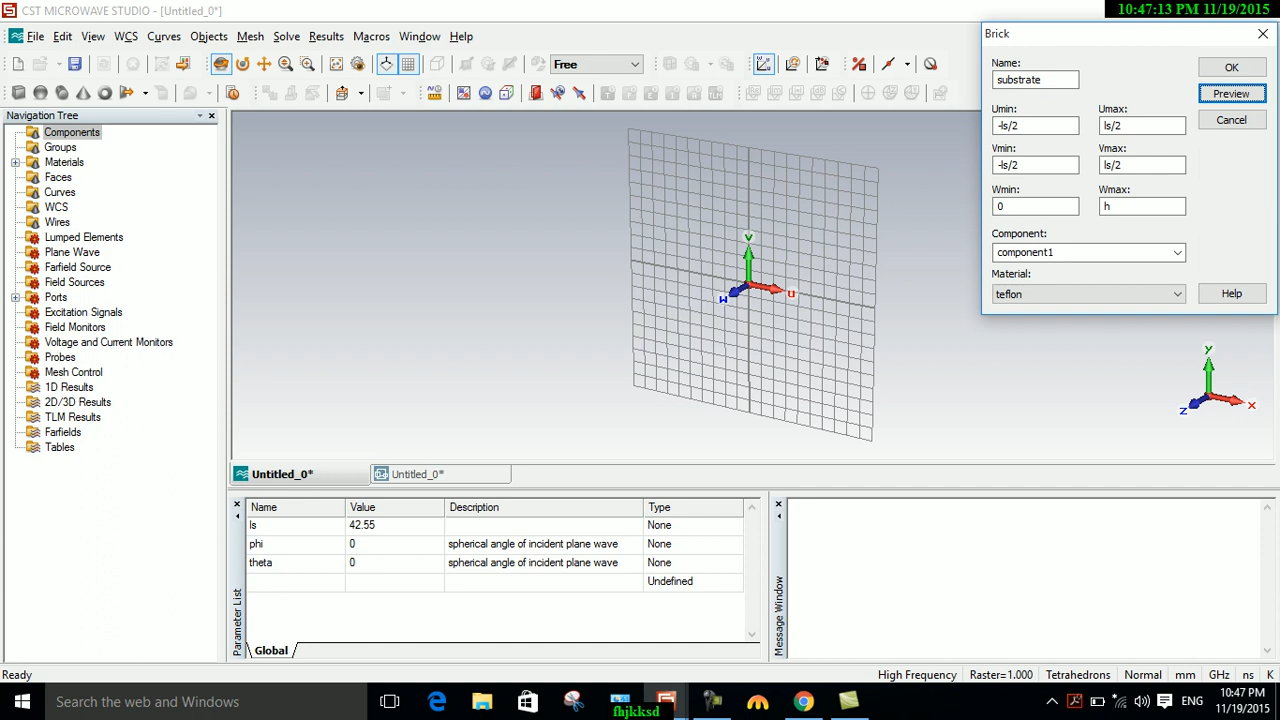 CST MICROWAVE STUDIO - [Untitled_0*]
10:47:13 PM 11/19/2015
File Edit View WCS Curves Objects Mesh Solve Results Macros Window Help
Free
Navigation Tree
Components
Groups
Materials
Faces
Curves
WCS
Wires
Lumped Elements
Plane Wave
Farfield Source
Field Sources
Ports
Excitation Signals
Field Monitors
Voltage and Current Monitors
Probes
Mesh Control
1D Results
2D/3D Results
TLM Results
Farfields
Tables
v
u
w
y
x
z
Brick
Name:
substrate
OK
Preview
Cancel
Umin: Umax:
-ls/2 ls/2
Vmin: Vmax:
-ls/2 ls/2
Wmin: Wmax:
0 h
Component:
component1
Material:
teflon
Help
Untitled_0* Untitled_0*
Name Value Description Type
ls 42.55 None
phi 0 spherical angle of incident plane wave None
theta 0 spherical angle of incident plane wave None
Undefined
Parameter List
Global
Message Window
Ready
High Frequency Raster=1.000 Tetrahedrons Normal mm GHz ns K
Search the web and Windows
fhjkksd
ENG
10:47 PM
11/19/2015